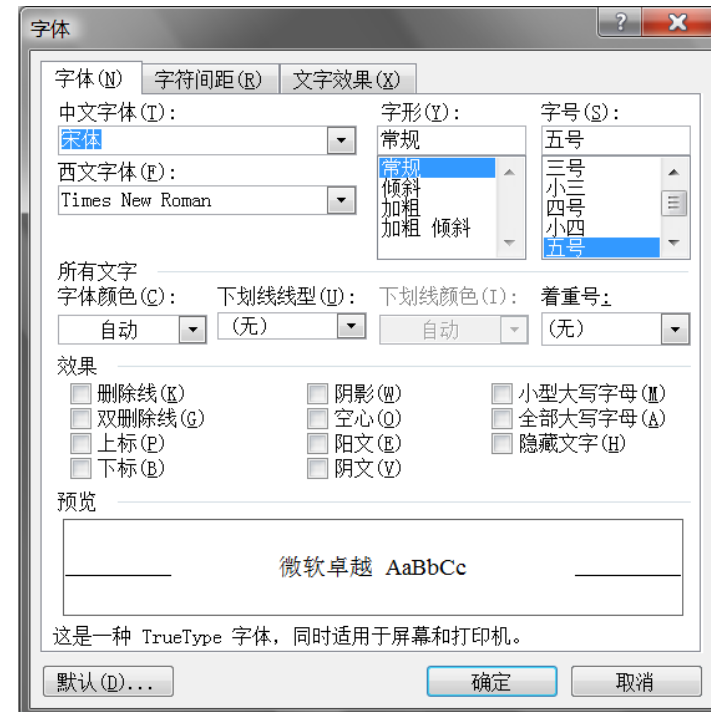 字体
字体(N) 字符间距(R) 文字效果(X)
中文字体(T): 字形(Y): 字号(S):
宋体 常规 五号
西文字体(F): 常规 三号
Times New Roman 倾斜 小三
加粗 四号
加粗 倾斜 小四
五号
所有文字
字体颜色(C): 下划线线型(U): 下划线颜色(I): 着重号:
自动 (无) 自动 (无)
效果
删除线(K) 阴影(W) 小型大写字母(M)
双删除线(G) 空心(O) 全部大写字母(A)
上标(P) 阳文(E) 隐藏文字(H)
下标(B) 阴文(V)
预览
微软卓越 AaBbCc
这是一种 TrueType 字体，同时适用于屏幕和打印机。
默认(D)... 确定 取消